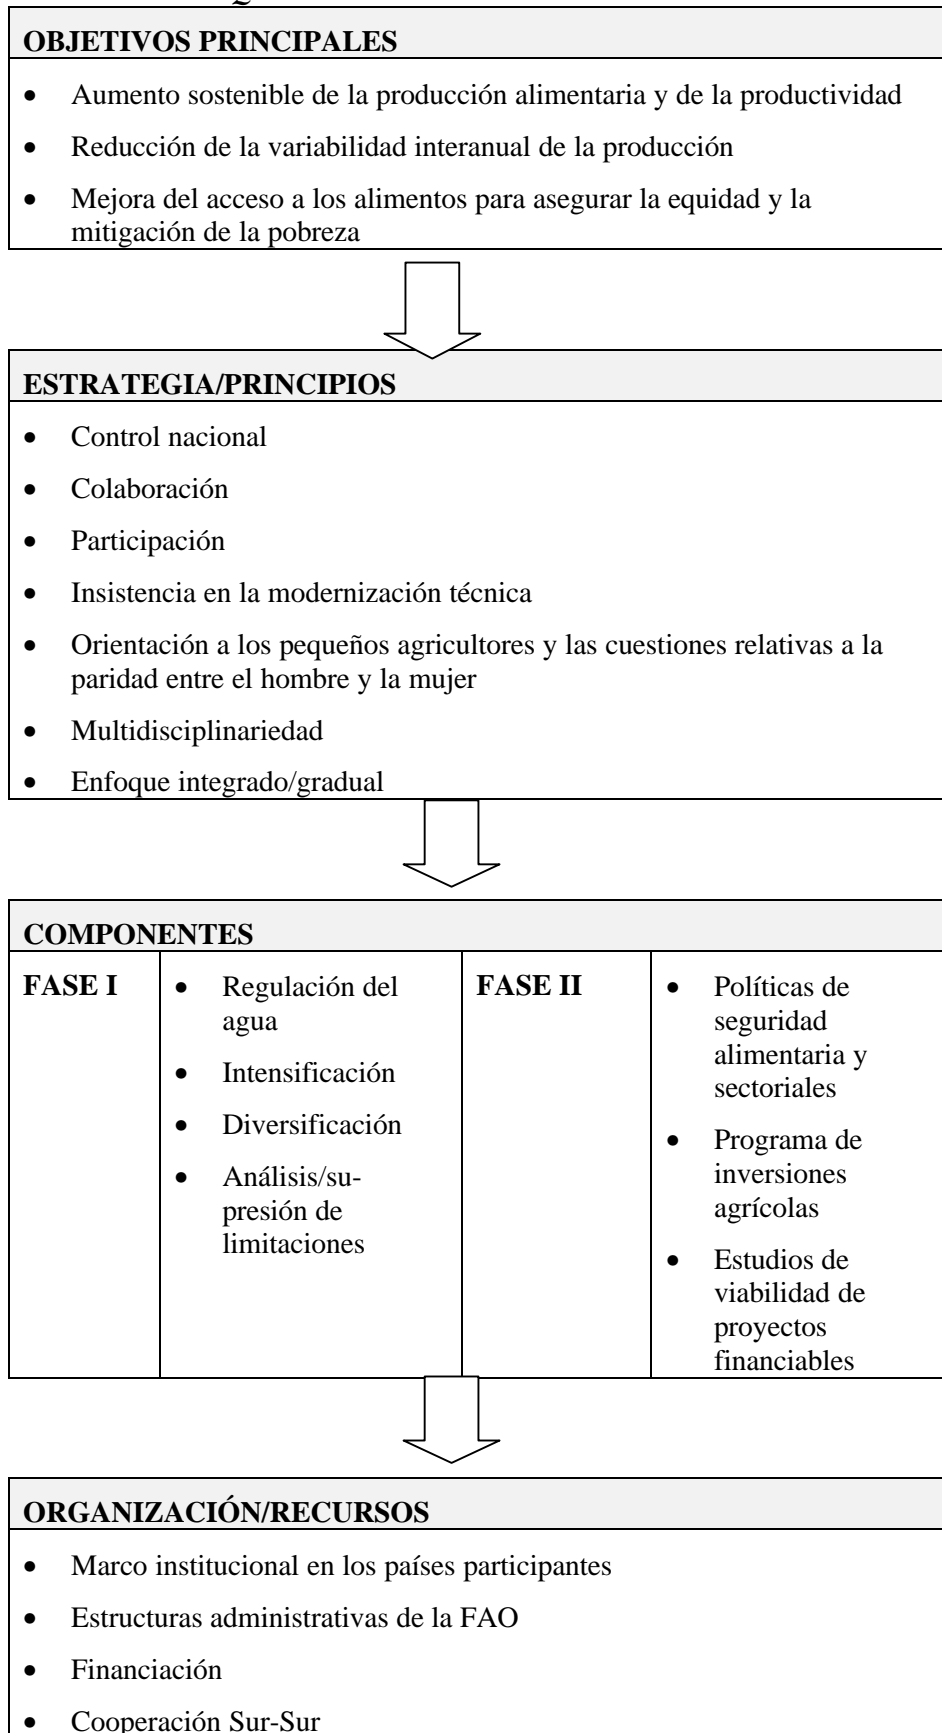 OBJETIVOS PRINCIPALES
• Aumento sostenible de la producción alimentaria y de la productividad
• Reducción de la variabilidad interanual de la producción
• Mejora del acceso a los alimentos para asegurar la equidad y la
mitigación de la pobreza
ESTRATEGIA/PRINCIPIOS
• Control nacional
• Colaboración
• Participación
• Insistencia en la modernización técnica
• Orientación a los pequeños agricultores y las cuestiones relativas a la
paridad entre el hombre y la mujer
• Multidisciplinariedad
• Enfoque integrado/gradual
COMPONENTES
FASE I
• Regulación del
agua
• Intensificación
• Diversificación
• Análisis/su-
presión de
limitaciones
FASE II
• Políticas de
seguridad
alimentaria y
sectoriales
• Programa de
inversiones
agrícolas
• Estudios de
viabilidad de
proyectos
financiables
ORGANIZACIÓN/RECURSOS
• Marco institucional en los países participantes
• Estructuras administrativas de la FAO
• Financiación
• Cooperación Sur-Sur